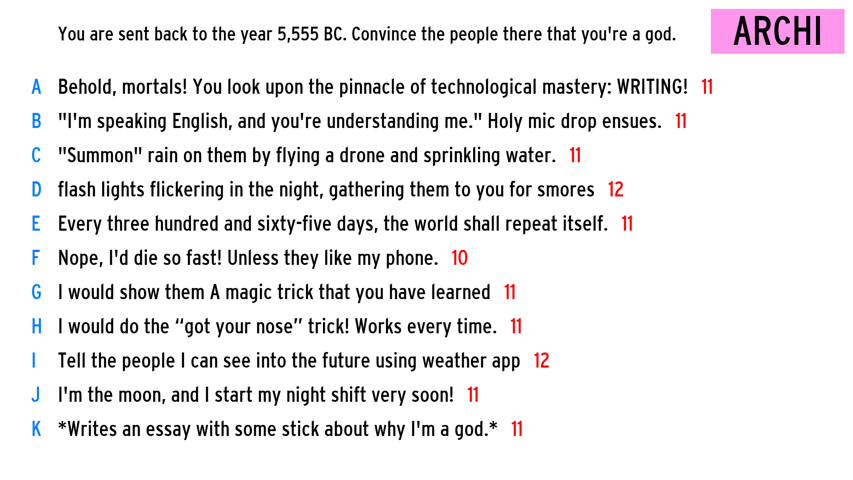 You are sent back to the year 5,555 BC. Convince the people there that you're a god.
ARCHI
A Behold, mortals! You look upon the pinnacle of technological mastery: WRITING! 11
B "I'm speaking English, and you're understanding me." Holy mic drop ensues. 11
C "Summon" rain on them by flying a drone and sprinkling water. 11
D flash lights flickering in the night, gathering them to you for smores 12
E Every three hundred and sixty-five days, the world shall repeat itself. 11
F Nope, I'd die so fast! Unless they like my phone. 10
G I would show them A magic trick that you have learned 11
H I would do the “got your nose” trick! Works every time. 11
I Tell the people I can see into the future using weather app 12
J I'm the moon, and I start my night shift very soon! 11
K *Writes an essay with some stick about why I'm a god.* 11